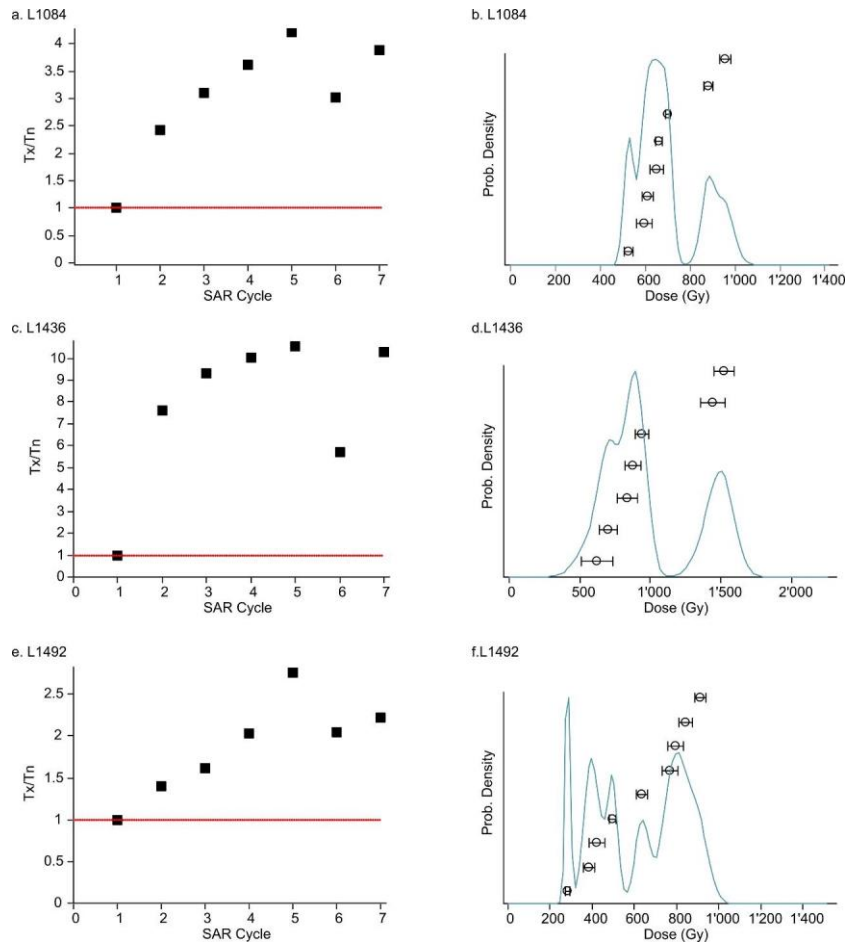 a. L1084
4
3.5
3
2.5
2
1.5
1
0.5
0
Tx/Tn
1 2 3 4 5 6 7
SAR Cycle
b. L1084
Prob. Density
0 200 400 600 800 1'000 1'200 1'400
Dose (Gy)
c. L1436
10
9
8
7
6
5
4
3
2
1
0
Tx/Tn
1 2 3 4 5 6 7
SAR Cycle
d.L1436
Prob. Density
0 500 1'000 1'500 2'000
Dose (Gy)
e. L1492
2.5
2
1.5
1
0.5
0
Tx/Tn
1 2 3 4 5 6 7
SAR Cycle
f.L1492
Prob. Density
0 200 400 600 800 1'000 1'200 1'400
Dose (Gy)